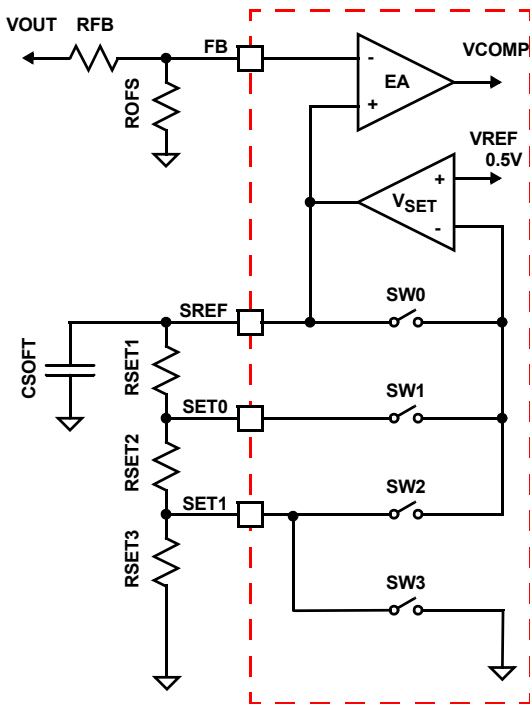 VOUT RFB FB VCOMP
- EA +
ROFS
VREF
0.5V
+ VSET -
SREF SW0
CSOFT
RSET1
SET0 SW1
RSET2
SET1 SW2
RSET3
SW3